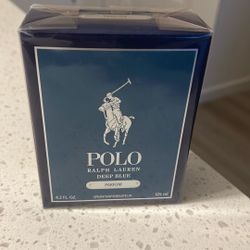 POLO
RALPH LAUREN
DEEP BLUE
PARFUM
4.2 FL. OZ.
125 ml